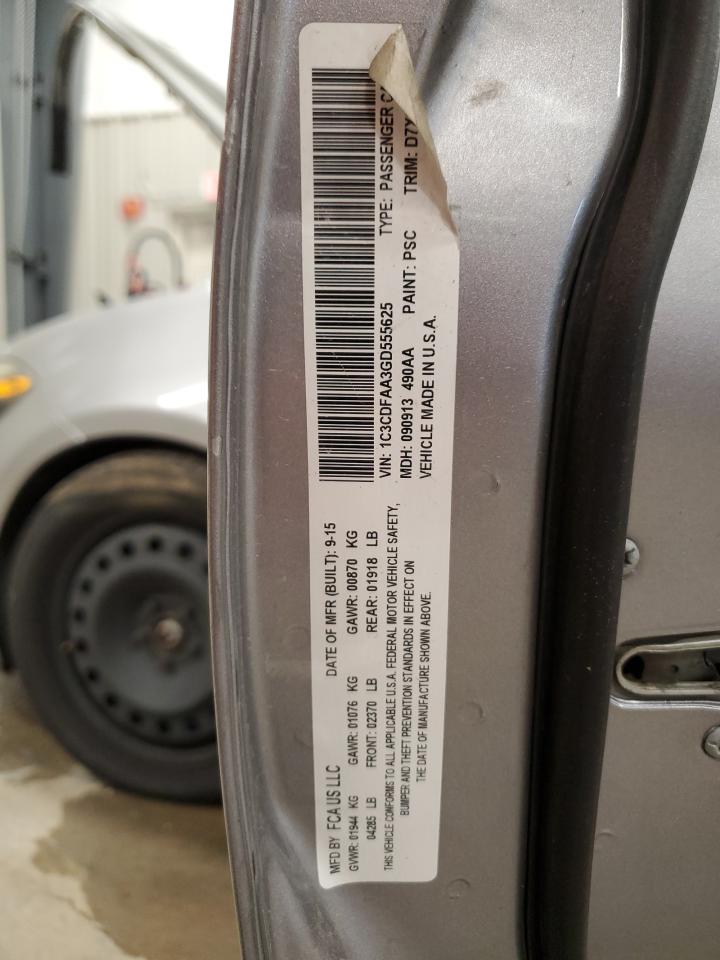 MFD BY FCA US LLC DATE OF MFR (BUILT): 9-15
GVWR: 01944 KG GAWR: 01076 KG GAWR: 00870 KG
04285 LB FRONT: 02370 LB REAR: 01918 LB
THIS VEHICLE CONFORMS TO ALL APPLICABLE U.S.A. FEDERAL MOTOR VEHICLE SAFETY,
BUMPER AND THEFT PREVENTION STANDARDS IN EFFECT ON
THE DATE OF MANUFACTURE SHOWN ABOVE.
VIN: 1C3CDFAA3GD555625 TYPE: PASSENGER
MDH: 090913 490AA PAINT: PSC TRIM: D7X
VEHICLE MADE IN U.S.A.